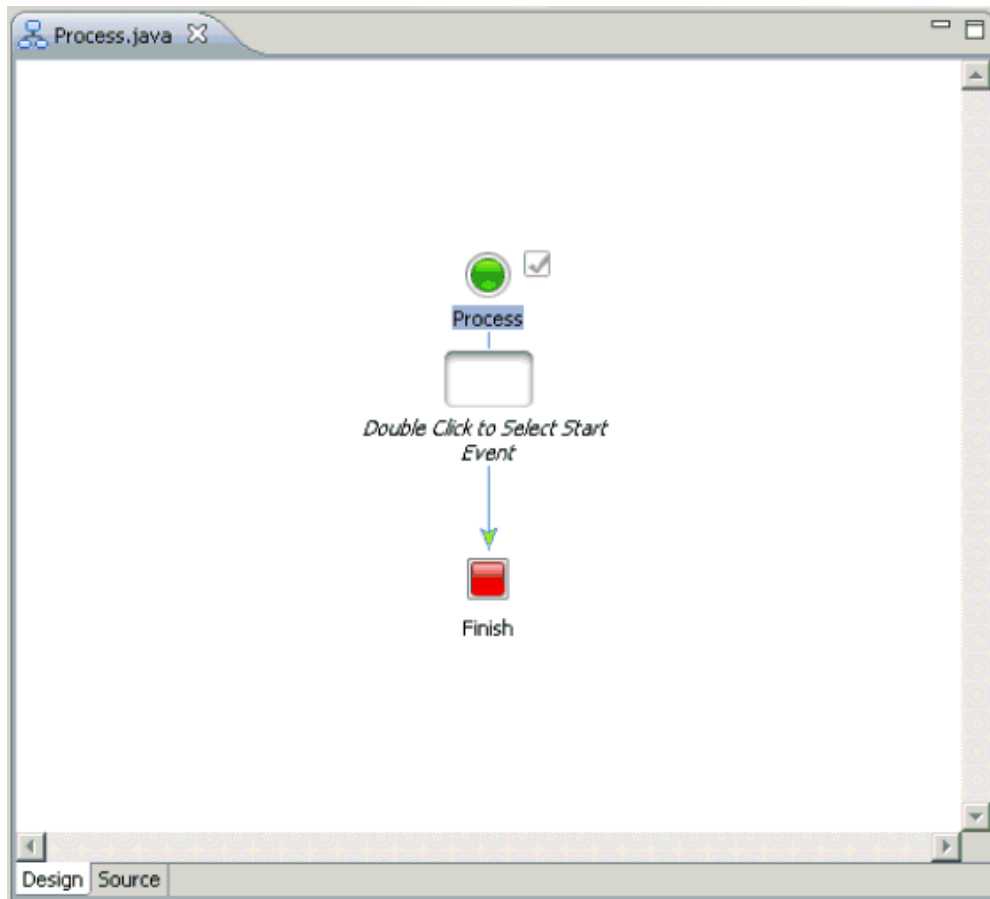 Process.java
Process
Double Click to Select Start
Event
Finish
Design Source